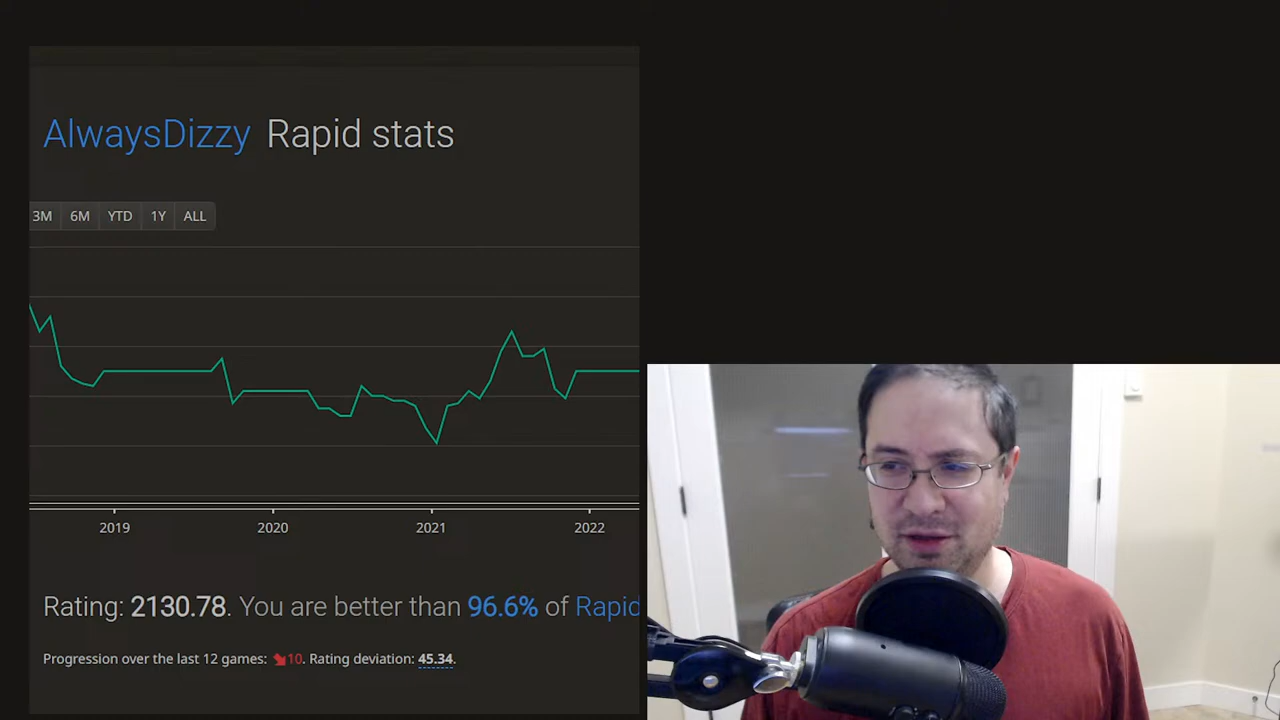 AlwaysDizzy Rapid stats
3M 6M YTD 1Y ALL
2019 2020 2021 2022
Rating: 2130.78. You are better than 96.6% of Rapid
Progression over the last 12 games: 10. Rating deviation: 45.34.